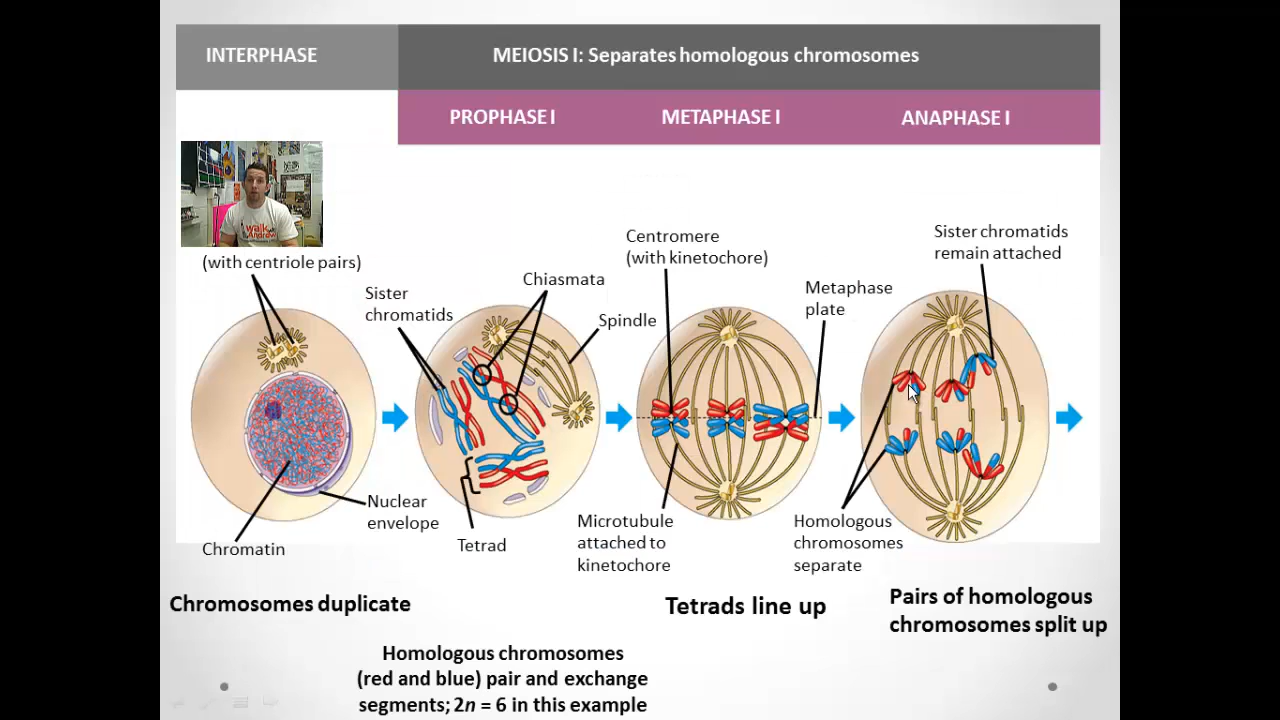 INTERPHASE
MEIOSIS I: Separates homologous chromosomes
PROPHASE I
METAPHASE I
ANAPHASE I
walk
Andrew
(with centriole pairs)
Sister
chromatids
Chiasmata
Spindle
Centromere
(with kinetochore)
Metaphase
plate
Sister chromatids
remain attached
Nuclear
envelope
Chromatin
Tetrad
Microtubule
attached to
kinetochore
Homologous
chromosomes
separate
Chromosomes duplicate
Tetrads line up
Pairs of homologous
chromosomes split up
Homologous chromosomes
(red and blue) pair and exchange
segments; 2n = 6 in this example